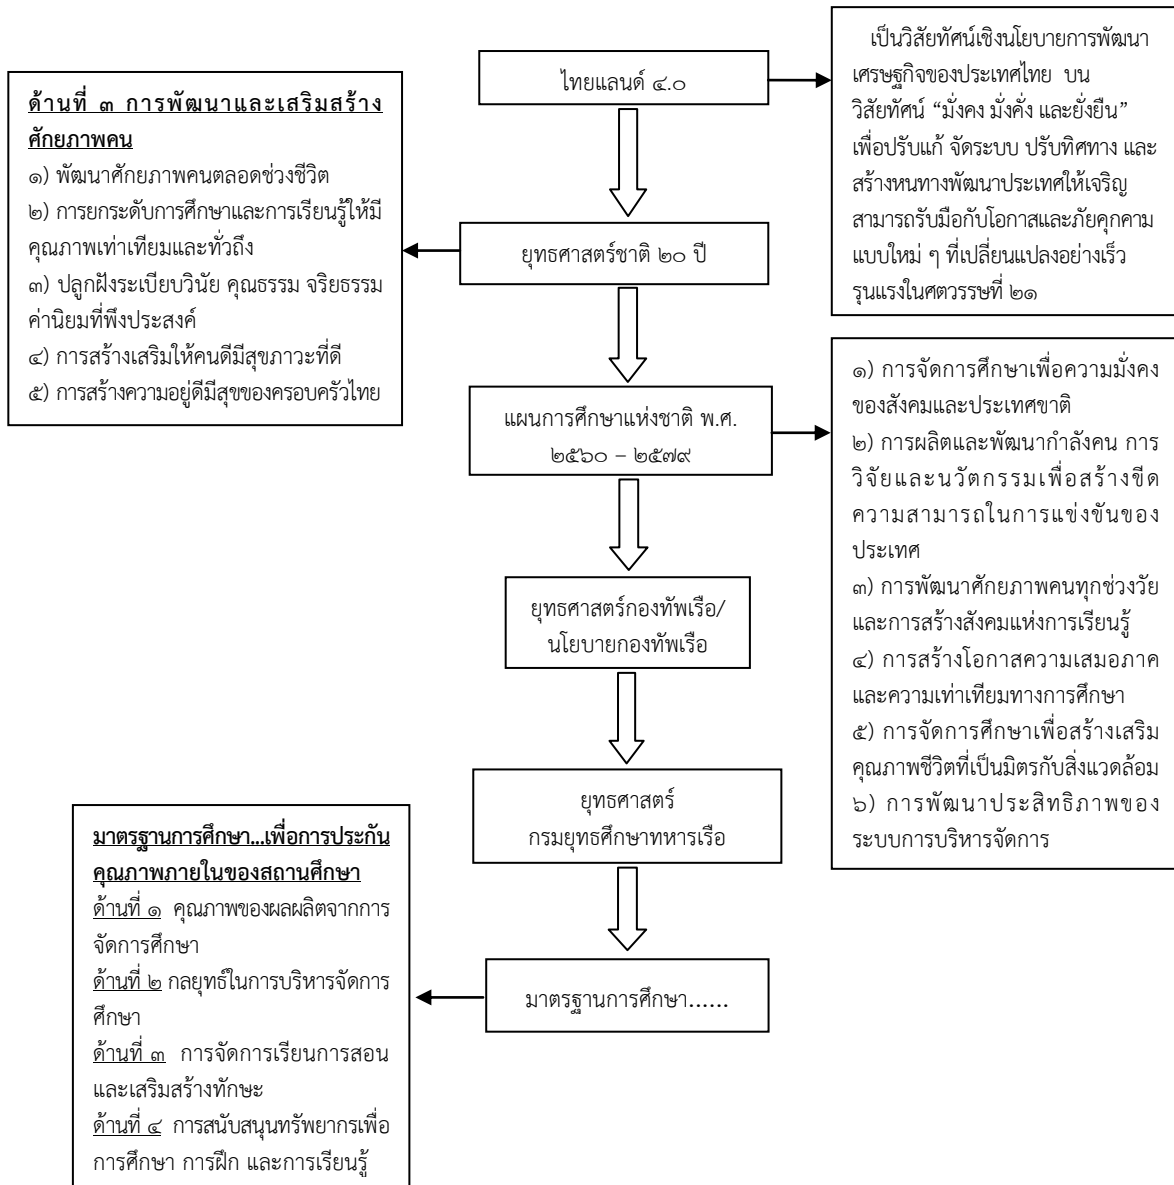 ไทยแลนด์ ๔.๐
เป็นวิสัยทัศน์เชิงนโยบายการพัฒนา
เศรษฐกิจของประเทศไทย บน
วิสัยทัศน์ “มั่งคง มั่งคั่ง และยั่งยืน”
เพื่อปรับแก้ จัดระบบ ปรับทิศทาง และ
สร้างหนทางพัฒนาประเทศให้เจริญ
สามารถรับมือกับโอกาสและภัยคุกคาม
แบบใหม่ ๆ ที่เปลี่ยนแปลงอย่างเร็ว
รุนแรงในศตวรรษที่ ๒๑
ยุทธศาสตร์ชาติ ๒๐ ปี
ด้านที่ ๓ การพัฒนาและเสริมสร้าง
ศักยภาพคน
๑) พัฒนาศักยภาพคนตลอดช่วงชีวิต
๒) การยกระดับการศึกษาและการเรียนรู้ให้มี
คุณภาพเท่าเทียมและทั่วถึง
๓) ปลูกฝังระเบียบวินัย คุณธรรม จริยธรรม
ค่านิยมที่พึงประสงค์
๔) การสร้างเสริมให้คนดีมีสุขภาวะที่ดี
๕) การสร้างความอยู่ดีมีสุขของครอบครัวไทย
แผนการศึกษาแห่งชาติ พ.ศ.
๒๕๖๐ – ๒๕๗๙
๑) การจัดการศึกษาเพื่อความมั่งคง
ของสังคมและประเทศชาติ
๒) การผลิตและพัฒนากำลังคน การ
วิจัยและนวัตกรรมเพื่อสร้างขีด
ความสามารถในการแข่งขันของ
ประเทศ
๓) การพัฒนาศักยภาพคนทุกช่วงวัย
และการสร้างสังคมแห่งการเรียนรู้
๔) การสร้างโอกาสความเสมอภาค
และความเท่าเทียมทางการศึกษา
๕) การจัดการศึกษาเพื่อสร้างเสริม
คุณภาพชีวิตที่เป็นมิตรกับสิ่งแวดล้อม
๖) การพัฒนาประสิทธิภาพของ
ระบบการบริหารจัดการ
ยุทธศาสตร์กองทัพเรือ/
นโยบายกองทัพเรือ
ยุทธศาสตร์
กรมยุทธศึกษาทหารเรือ
มาตรฐานการศึกษา......
มาตรฐานการศึกษา...เพื่อการประกัน
คุณภาพภายในของสถานศึกษา
ด้านที่ ๑ คุณภาพของผลผลิตจากการ
จัดการศึกษา
ด้านที่ ๒ กลยุทธ์ในการบริหารจัดการ
ศึกษา
ด้านที่ ๓ การจัดการเรียนการสอน
และเสริมสร้างทักษะ
ด้านที่ ๔ การสนับสนุนทรัพยากรเพื่อ
การศึกษา การฝึก และการเรียนรู้